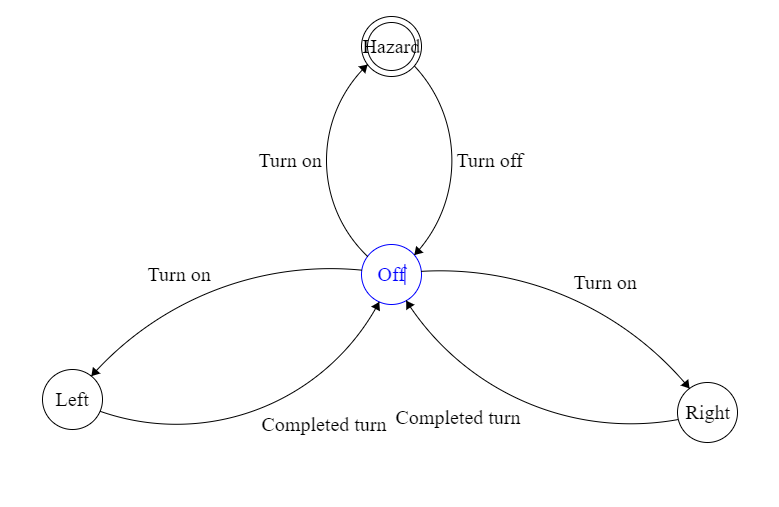 Hazard
Turn on
Turn off
Off
Turn on
Turn on
Left
Right
Completed turn
Completed turn